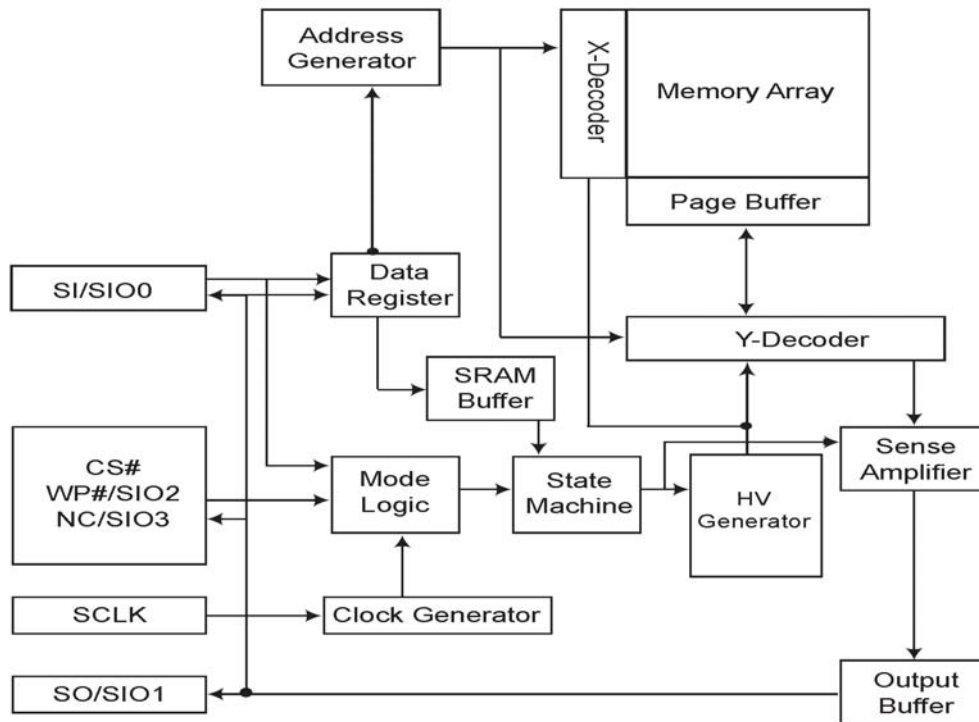 Address
Generator
X-Decoder
Memory Array
Page Buffer
SI/SIO0
Data
Register
Y-Decoder
SRAM
Buffer
CS#
WP#/SIO2
NC/SIO3
Mode
Logic
State
Machine
HV
Generator
Sense
Amplifier
SCLK
Clock Generator
SO/SIO1
Output
Buffer